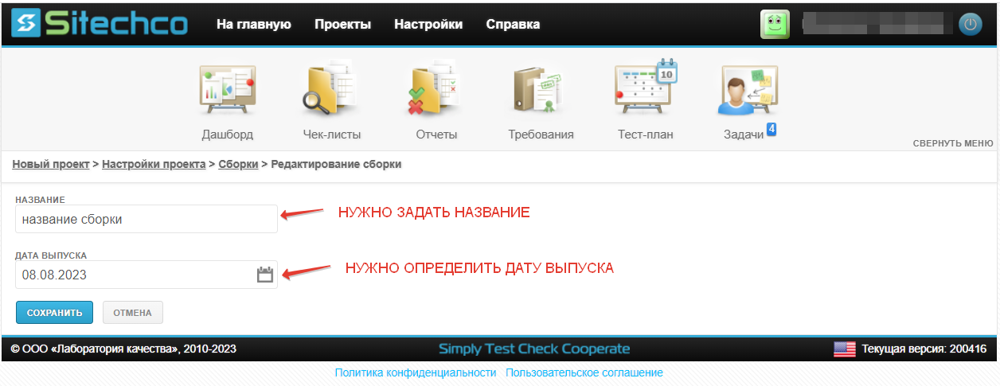 Sitechco На главную Проекты Настройки Справка
10
Дашборд Чек-листы Отчеты Требования Тест-план Задачи 4
СВЕРНУТЬ МЕНЮ
Новый проект > Настройки проекта > Сборки > Редактирование сборки
НАЗВАНИЕ
название сборки НУЖНО ЗАДАТЬ НАЗВАНИЕ
ДАТА ВЫПУСКА
08.08.2023 НУЖНО ОПРЕДЕЛИТЬ ДАТУ ВЫПУСКА
СОХРАНИТЬ ОТМЕНА
© ООО «Лаборатория качества», 2010-2023 Simply Test Check Cooperate Текущая версия: 200416
Политика конфиденциальности Пользовательское соглашение